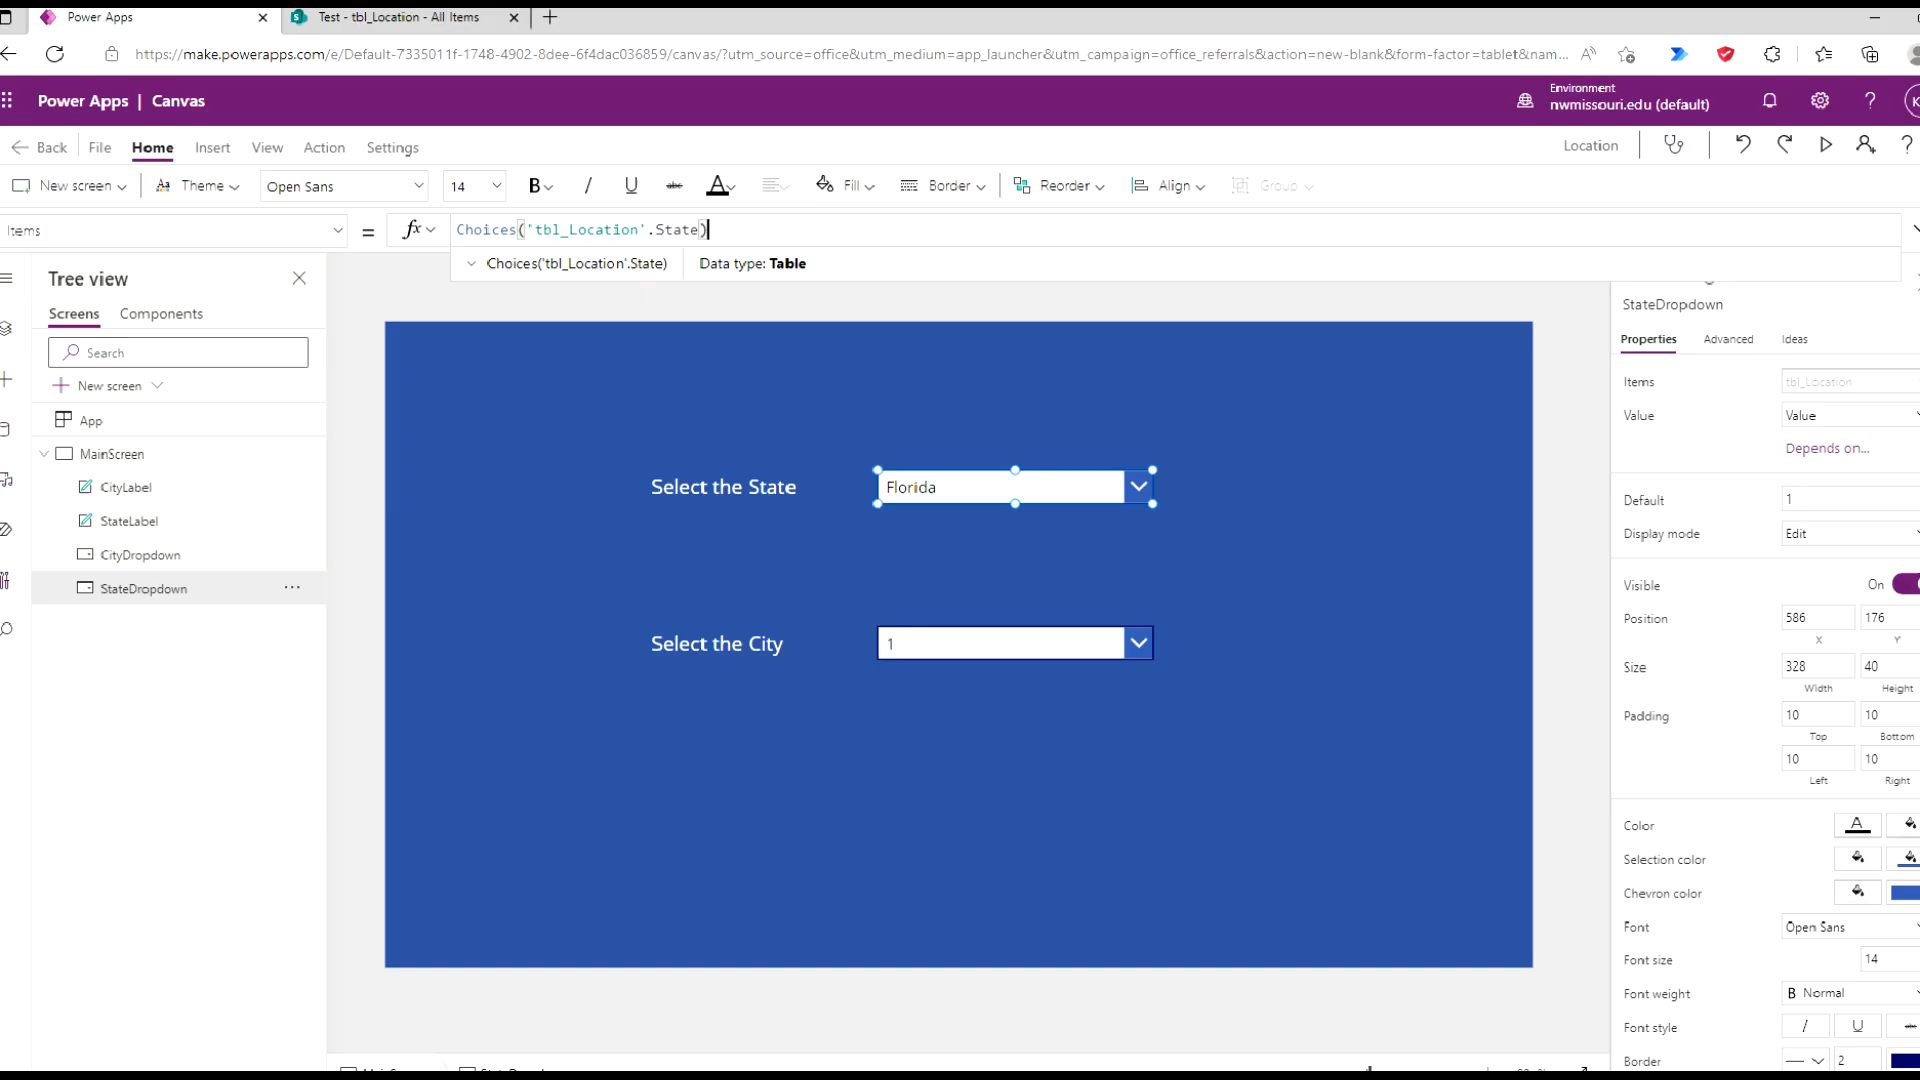 Power Apps
Test - tbl_Location - All Items
https://make.powerapps.com/e/Default-7335011f-1748-4902-8dee-6f4dac036859/canvas/?utm_source=office&utm_medium=app_launcher&utm_campaign=office_referrals&action=new-blank&form-factor=tablet&nam...
Power Apps | Canvas
Environment
nwmissouri.edu (default)
Back
File
Home
Insert
View
Action
Settings
Location
New screen
Theme
Open Sans
14
B
Fill
Border
Reorder
Align
Group
Items
=
fx
Choices('tbl_Location'.State)
Choices('tbl_Location'.State)
Data type: Table
Tree view
Screens
Components
Search
New screen
App
MainScreen
CityLabel
StateLabel
CityDropdown
StateDropdown
Select the State
Florida
Select the City
1
StateDropdown
Properties
Advanced
Ideas
Items
tbl_Location
Value
Value
Depends on...
Default
1
Display mode
Edit
Visible
On
Position
586
176
X
Y
Size
328
40
Width
Height
Padding
10
10
Top
Bottom
10
10
Left
Right
Color
Selection color
Chevron color
Font
Open Sans
Font size
14
Font weight
B Normal
Font style
Border
2